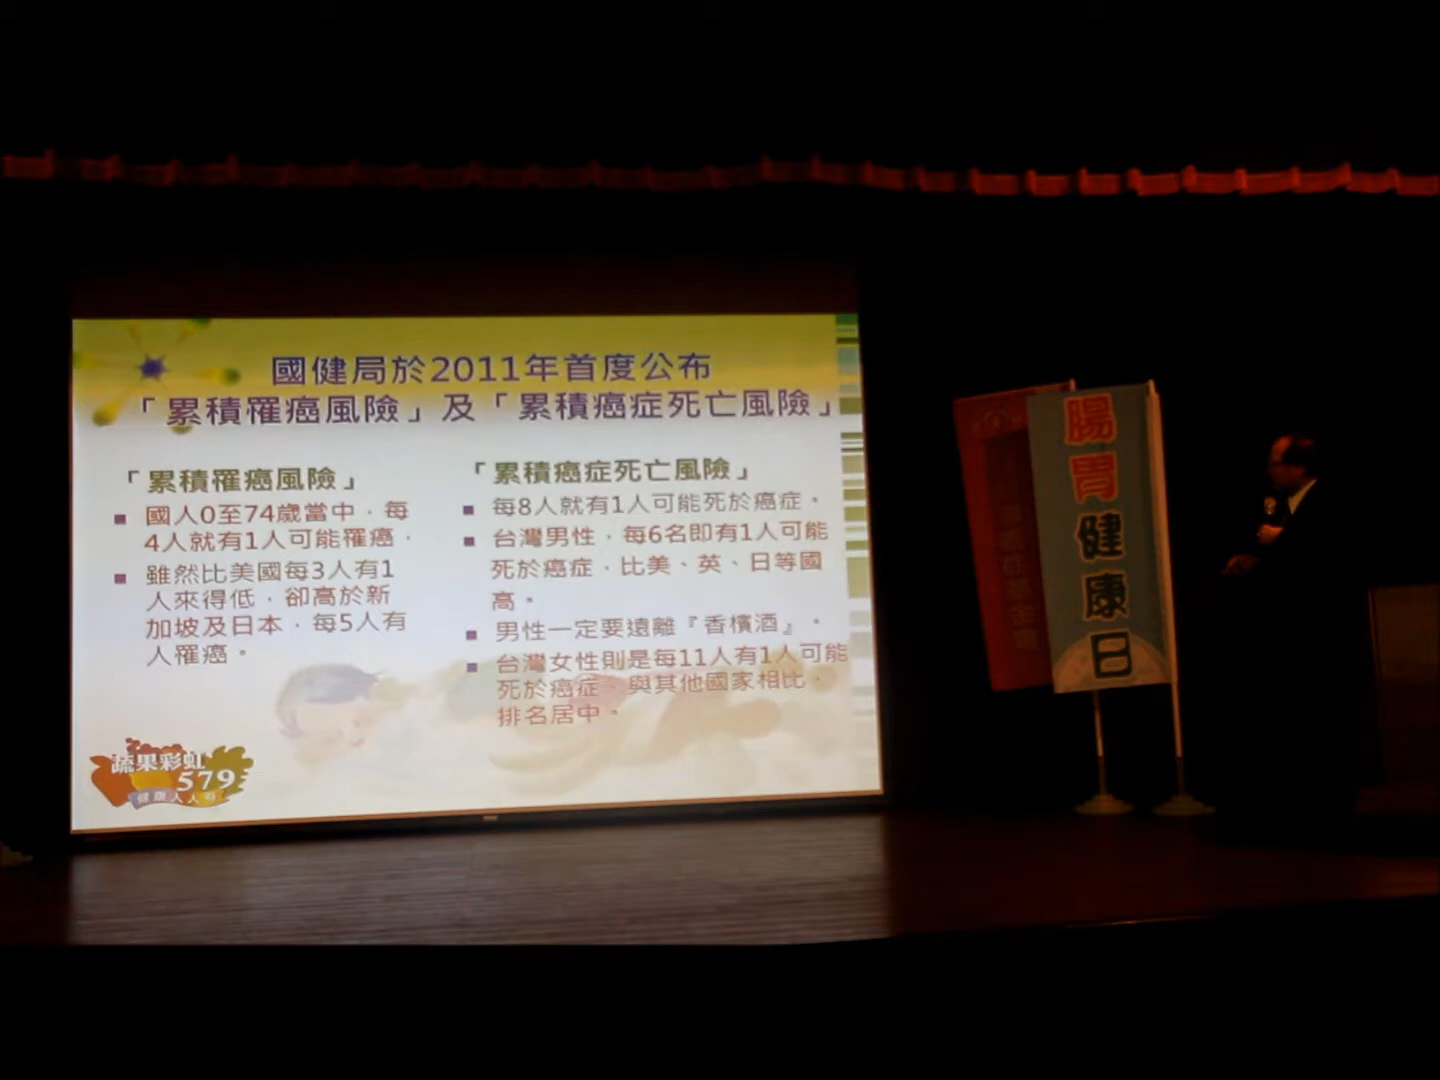 國健局於2011年首度公布
「累積罹癌風險」及「累積癌症死亡風險」
「累積罹癌風險」
國人0至74歲當中,每
4人就有1人可能罹癌,
雖然比美國每3人有1
人來得低,卻高於新
加坡及日本,每5人有
人罹癌。
「累積癌症死亡風險」
每8人就有1人可能死於癌症。
台灣男性,每6名即有1人可能
死於癌症,比美、英、日等國
高。
男性一定要遠離『香檳酒』。
台灣女性則是每11人有1人可能
死於癌症,與其他國家相比,
排名居中。
蔬果彩虹
579
健康人人
腸胃健康日